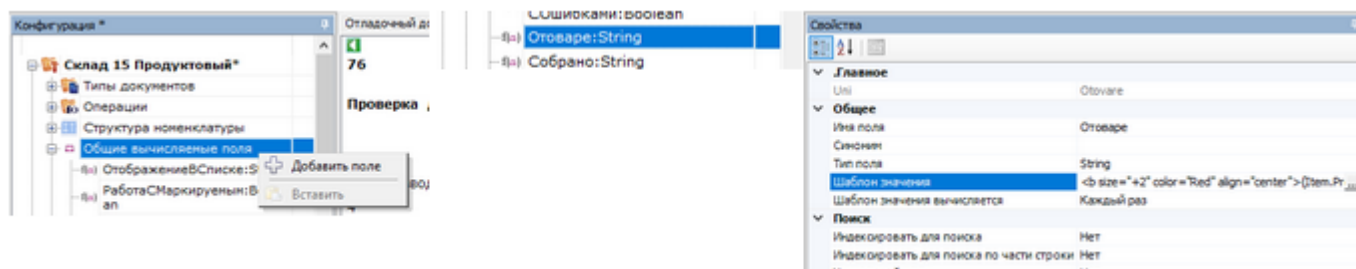 Конфигурация *
Склад 15 Продуктовый*
Типы документов
Операции
Структура номенклатуры
Общие вычисляемые поля
f(a) ОтображениеВСписке:S
f(a) РаботаСМаркируемым:B
an
Добавить поле
Вставить
Отладочный д
76
Проверка
СОшибками:Boolean
f(a) Отоваре:String
f(a) Собрано:String
Свойства
.Главное
Uni Otovare
Общее
Имя поля Отоваре
Синоним
Тип поля String
Шаблон значения <b size="+2" color="Red" align="center">{Item.Pr ...
Шаблон значения вычисляется Каждый раз
Поиск
Индексировать для поиска Нет
Индексировать для поиска по части строки Нет